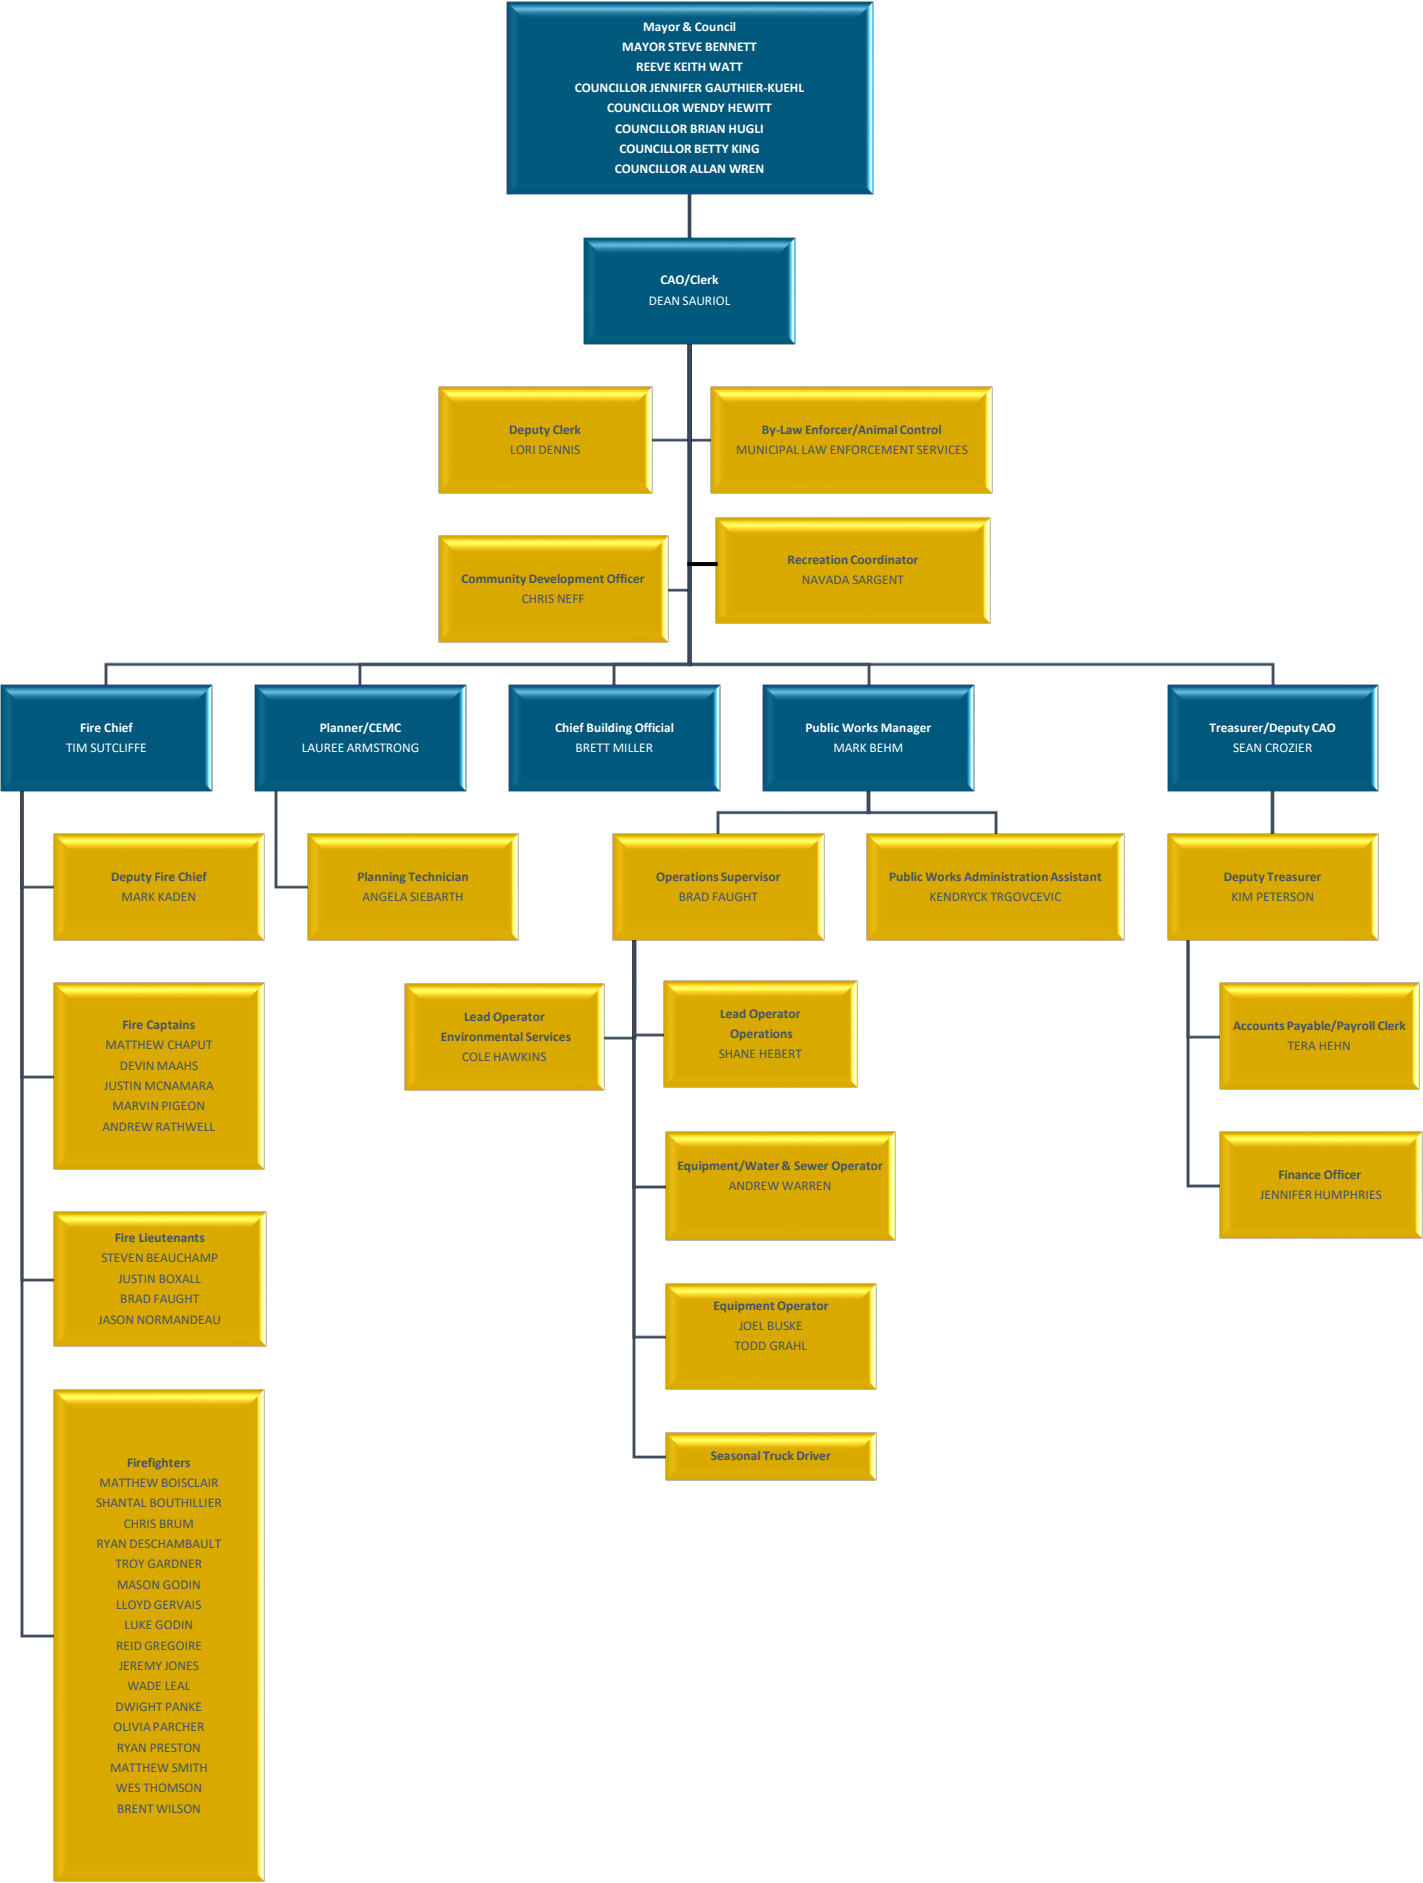 Mayor & Council
MAYOR STEVE BENNETT
REEVE KEITH WATT
COUNCILLOR JENNIFER GAUTHIER-KUEHL
COUNCILLOR WENDY HEWITT
COUNCILLOR BRIAN HUGLI
COUNCILLOR BETTY KING
COUNCILLOR ALLAN WREN
CAO/Clerk
DEAN SAURIOL
Deputy Clerk
LORI DENNIS
By-Law Enforcer/Animal Control
MUNICIPAL LAW ENFORCEMENT SERVICES
Community Development Officer
CHRIS NEFF
Recreation Coordinator
NAVADA SARGENT
Fire Chief
TIM SUTCLIFFE
Planner/CEMC
LAUREE ARMSTRONG
Chief Building Official
BRETT MILLER
Public Works Manager
MARK BEHM
Treasurer/Deputy CAO
SEAN CROZIER
Deputy Fire Chief
MARK KADEN
Planning Technician
ANGELA SIEBARTH
Operations Supervisor
BRAD FAUGHT
Public Works Administration Assistant
KENDRYCK TRGOVCEVIC
Deputy Treasurer
KIM PETERSON
Fire Captains
MATTHEW CHAPUT
DEVIN MAAHS
JUSTIN MCNAMARA
MARVIN PIGEON
ANDREW RATHWELL
Lead Operator
Environmental Services
COLE HAWKINS
Lead Operator
Operations
SHANE HEBERT
Accounts Payable/Payroll Clerk
TERA HEHN
Equipment/Water & Sewer Operator
ANDREW WARREN
Finance Officer
JENNIFER HUMPHRIES
Fire Lieutenants
STEVEN BEAUCHAMP
JUSTIN BOXALL
BRAD FAUGHT
JASON NORMANDEAU
Equipment Operator
JOEL BUSKE
TODD GRAHL
Seasonal Truck Driver
Firefighters
MATTHEW BOISCLAIR
SHANTAL BOUTHILLIER
CHRIS BRUM
RYAN DESCHAMBAULT
TROY GARDNER
MASON GODIN
LLOYD GERVAIS
LUKE GODIN
REID GREGOIRE
JEREMY JONES
WADE LEAL
DWIGHT PANKE
OLIVIA PARCHER
RYAN PRESTON
MATTHEW SMITH
WES THOMSON
BRENT WILSON